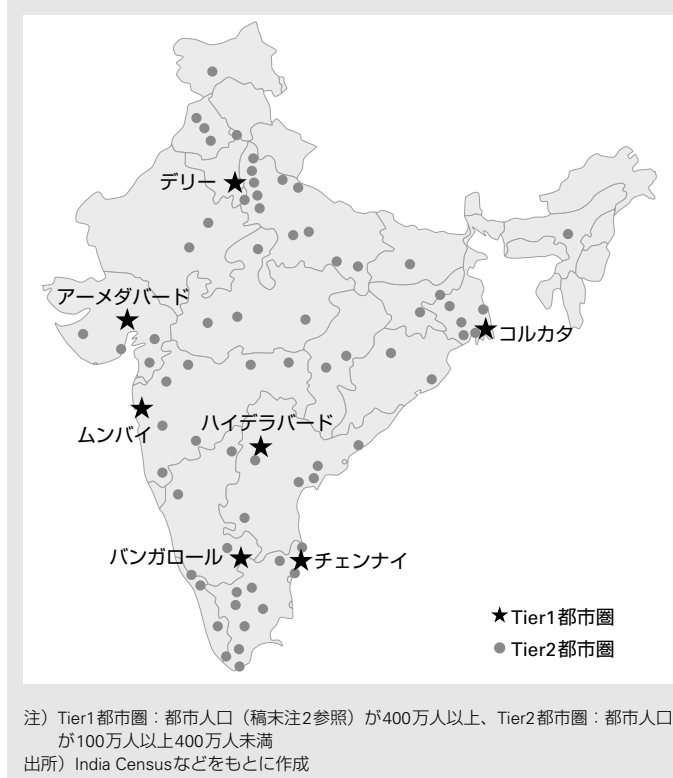 デリー
アーメダバード
コルカタ
ムンバイ
ハイデラバード
バンガロール
チェンナイ
★Tier1都市圏
●Tier2都市圏
注）Tier1都市圏：都市人口（稿末注2参照）が400万人以上、Tier2都市圏：都市人口
が100万人以上400万人未満
出所）India Censusなどをもとに作成